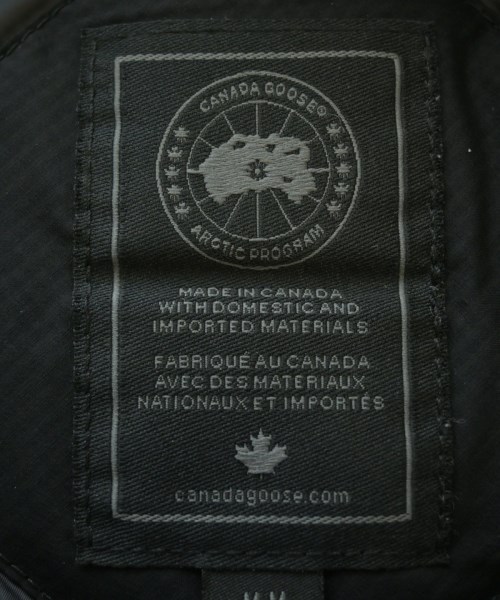 CANADA GOOSE®
ARCTIC PROGRAM
MADE IN CANADA
WITH DOMESTIC AND
IMPORTED MATERIALS
FABRIQUÉ AU CANADA
AVEC DES MATERIAUX
NATIONAUX ET IMPORTÉS
canadagoose.com